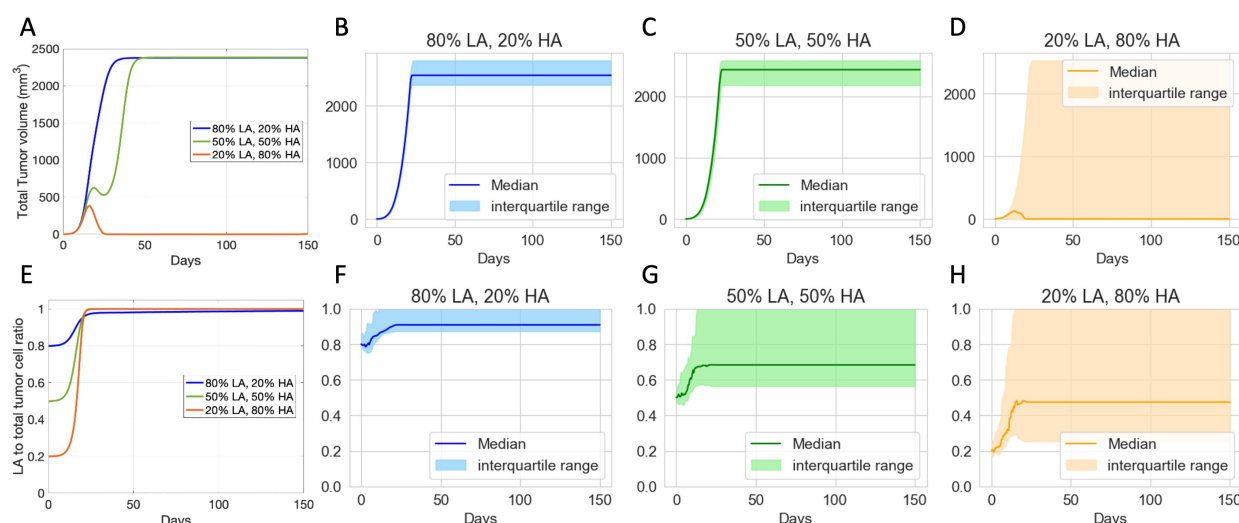 A
Total Tumor volume (mm³)
2500
2000
1500
1000
500
0
0 50 100 150
Days
80% LA, 20% HA
50% LA, 50% HA
20% LA, 80% HA
B
80% LA, 20% HA
2000
1000
0
0 50 100 150
Days
Median
interquartile range
C
50% LA, 50% HA
2000
1000
0
0 50 100 150
Days
Median
interquartile range
D
20% LA, 80% HA
2000
1000
0
0 50 100 150
Days
Median
interquartile range
E
LA to total tumor cell ratio
1
0.8
0.6
0.4
0.2
0
0 50 100 150
Days
80% LA, 20% HA
50% LA, 50% HA
20% LA, 80% HA
F
80% LA, 20% HA
1.0
0.8
0.6
0.4
0.2
0.0
0 50 100 150
Days
Median
interquartile range
G
50% LA, 50% HA
1.0
0.8
0.6
0.4
0.2
0.0
0 50 100 150
Days
Median
interquartile range
H
20% LA, 80% HA
1.0
0.8
0.6
0.4
0.2
0.0
0 50 100 150
Days
Median
interquartile range